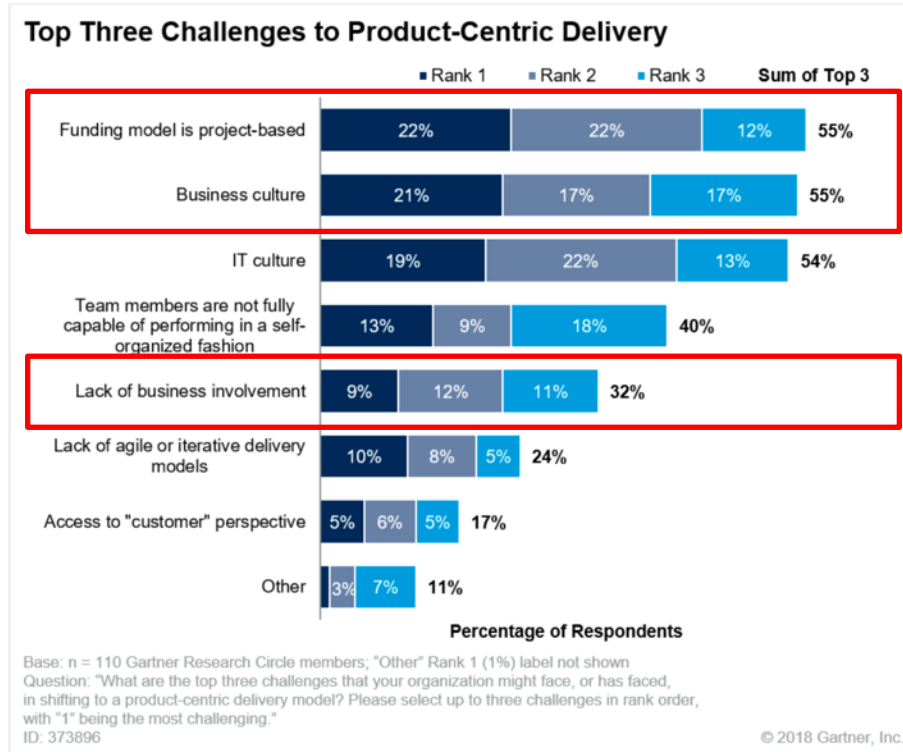 Top Three Challenges to Product-Centric Delivery
Rank 1 Rank 2 Rank 3 Sum of Top 3
Funding model is project-based 22% 22% 12% 55%
Business culture 21% 17% 17% 55%
IT culture 19% 22% 13% 54%
Team members are not fully
capable of performing in a self-
organized fashion
13% 9% 18% 40%
Lack of business involvement 9% 12% 11% 32%
Lack of agile or iterative delivery
models
10% 8% 5% 24%
Access to "customer" perspective 5% 6% 5% 17%
Other 3% 7% 11%
Percentage of Respondents
Base: n = 110 Gartner Research Circle members; "Other" Rank 1 (1%) label not shown
Question: "What are the top three challenges that your organization might face, or has faced,
in shifting to a product-centric delivery model? Please select up to three challenges in rank order,
with "1" being the most challenging."
ID: 373896
© 2018 Gartner, Inc.